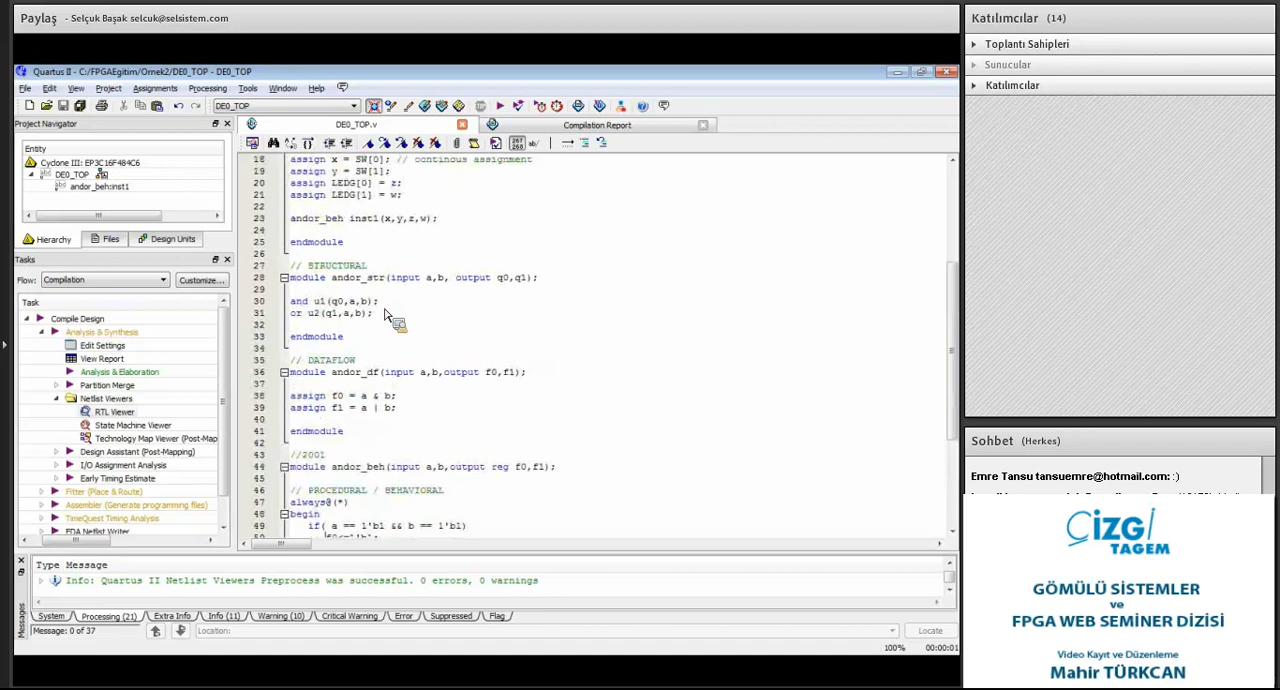 Paylaş - Selçuk Başak selcuk@selsistem.com
Quartus II - C:/FPGAEgitim/Ornek2/DE0_TOP - DE0_TOP
File Edit View Project Assignments Processing Tools Window Help
DE0_TOP
Project Navigator
Entity
Cyclone III: EP3C16F484C6
DE0_TOP
andor_beh:inst1
Hierarchy Files Design Units
Tasks
Flow: Compilation Customize...
Task
Compile Design
Analysis & Synthesis
Edit Settings
View Report
Analysis & Elaboration
Partition Merge
Netlist Viewers
RTL Viewer
State Machine Viewer
Technology Map Viewer (Post-Map
Design Assistant (Post-Mapping)
I/O Assignment Analysis
Early Timing Estimate
Fitter (Place & Route)
Assembler (Generate programming files)
TimeQuest Timing Analysis
EDA Netlist Writer
DE0_TOP.v Compilation Report
18 assign x = SW[0]; // continous assignment
19 assign y = SW[1];
20 assign LEDG[0] = z;
21 assign LEDG[1] = w;
22
23 andor_beh inst1(x,y,z,w);
24
25 endmodule
26
27 // STRUCTURAL
28 module andor_str(input a,b, output q0,q1);
29
30 and u1(q0,a,b);
31 or u2(q1,a,b);
32
33 endmodule
34
35 // DATAFLOW
36 module andor_df(input a,b,output f0,f1);
37
38 assign f0 = a & b;
39 assign f1 = a | b;
40
41 endmodule
42
43 //2001
44 module andor_beh(input a,b,output reg f0,f1);
45
46 // PROCEDURAL / BEHAVIORAL
47 always@(*)
48 begin
49 if( a == 1'b1 && b == 1'b1)
f0<=1'b1;
Messages
Type Message
Info: Quartus II Netlist Viewers Preprocess was successful. 0 errors, 0 warnings
System Processing (21) Extra Info Info (11) Warning (10) Critical Warning Error Suppressed Flag
Message: 0 of 37 Location: Locate
100% 00:00:01
Katılımcılar (14)
Toplantı Sahipleri
Sunucular
Katılımcılar
Sohbet (Herkes)
Emre Tansu tansuemre@hotmail.com: :)
ÇİZGİ
TAGEM
GÖMÜLÜ SİSTEMLER
ve
FPGA WEB SEMİNER DİZİSİ
Video Kayıt ve Düzenleme
Mahir TÜRKCAN